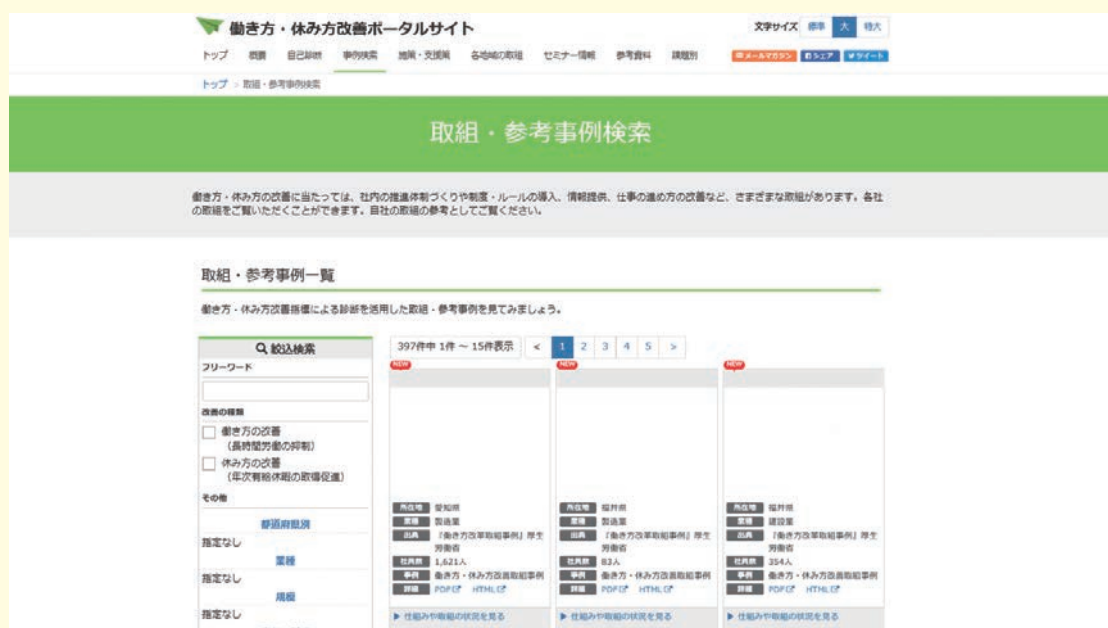 働き方・休み方改善ポータルサイト
文字サイズ 標準 大 特大
トップ 概要 自己診断 事例検索 施策・支援策 各地域の取組 セミナー情報 参考資料 課題別
メールマガジン シェア ツイート
トップ > 取組・参考事例検索
取組・参考事例検索
働き方・休み方の改善に当たっては、社内の推進体制づくりや制度・ルールの導入、情報提供、仕事の進め方の改善など、さまざまな取組があります。各社
の取組をご覧いただくことができます。自社の取組の参考としてご覧ください。
取組・参考事例一覧
働き方・休み方改善指標による診断を活用した取組・参考事例を見てみましょう。
絞込検索
フリーワード
改善の種類
働き方の改善
（長時間労働の抑制）
休み方の改善
（年次有給休暇の取得促進）
その他
都道府県別
指定なし
業種
指定なし
規模
指定なし
397件中 1件 ～ 15件表示 < 1 2 3 4 5 >
NEW
所在地 愛知県
業種 製造業
出典 『働き方改革取組事例』厚生
労働省
社員数 1,621人
事例 働き方・休み方改善取組事例
詳細 PDF HTML
▶ 仕組みや取組の状況を見る
NEW
所在地 福井県
業種 製造業
出典 『働き方改革取組事例』厚生
労働省
社員数 83人
事例 働き方・休み方改善取組事例
詳細 PDF HTML
▶ 仕組みや取組の状況を見る
NEW
所在地 福井県
業種 建設業
出典 『働き方改革取組事例』厚生
労働省
社員数 354人
事例 働き方・休み方改善取組事例
詳細 PDF HTML
▶ 仕組みや取組の状況を見る